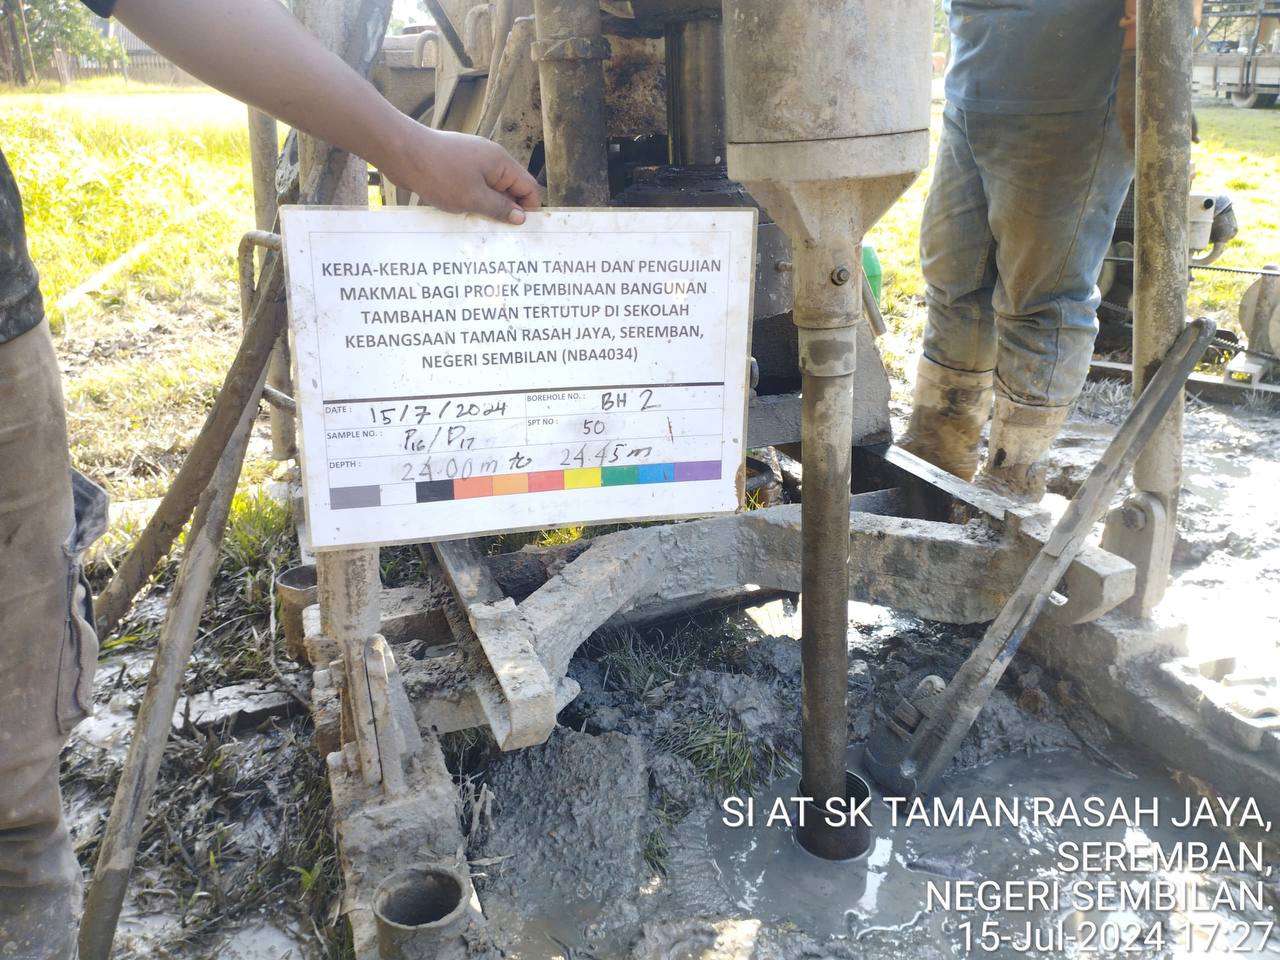 KERJA-KERJA PENYIASATAN TANAH DAN PENGUJIAN
MAKMAL BAGI PROJEK PEMBINAAN BANGUNAN
TAMBAHAN DEWAN TERTUTUP DI SEKOLAH
KEBANGSAAN TAMAN RASAH JAYA, SEREMBAN,
NEGERI SEMBILAN (NBA4034)
DATE : 15/7/2024 BOREHOLE NO. : BH 2
SAMPLE NO. : P16/D17 SPT NO : 50
DEPTH : 24.00m to 24.45m
SI AT SK TAMAN RASAH JAYA,
SEREMBAN,
NEGERI SEMBILAN.
15-Jul-2024 17:27